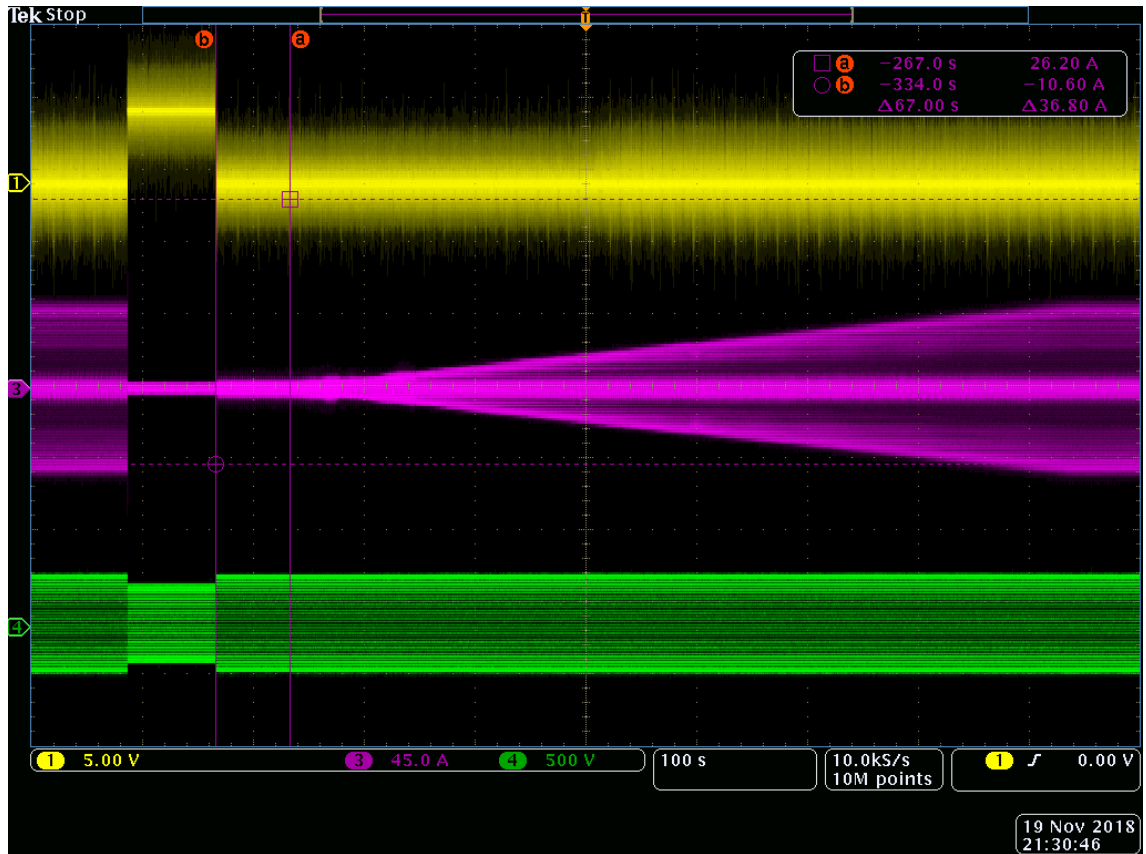 Tek Stop
T
b a
a −267.0 s 26.20 A
b −334.0 s −10.60 A
Δ67.00 s Δ36.80 A
1
3
4
1 5.00 V 3 45.0 A 4 500 V 100 s 10.0kS/s 1 0.00 V
10M points
19 Nov 2018
21:30:46